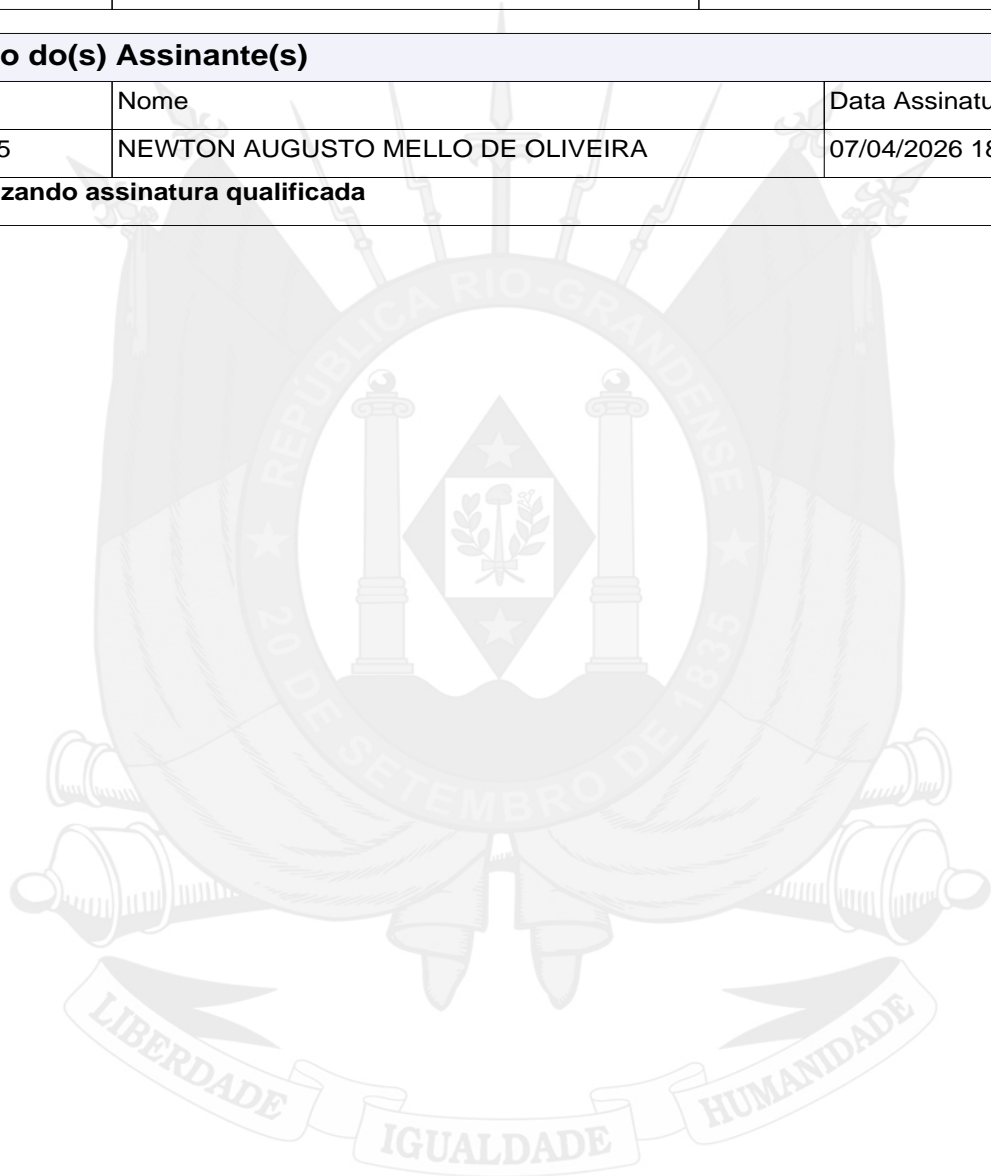 o do(s) Assinante(s)
Nome Data Assinatu
5 NEWTON AUGUSTO MELLO DE OLIVEIRA 07/04/2026 18
zando assinatura qualificada
REPÚBLICA RIO-GRANDENSE
20 DE SETEMBRO DE 1835
LIBERDADE IGUALDADE HUMANIDADE